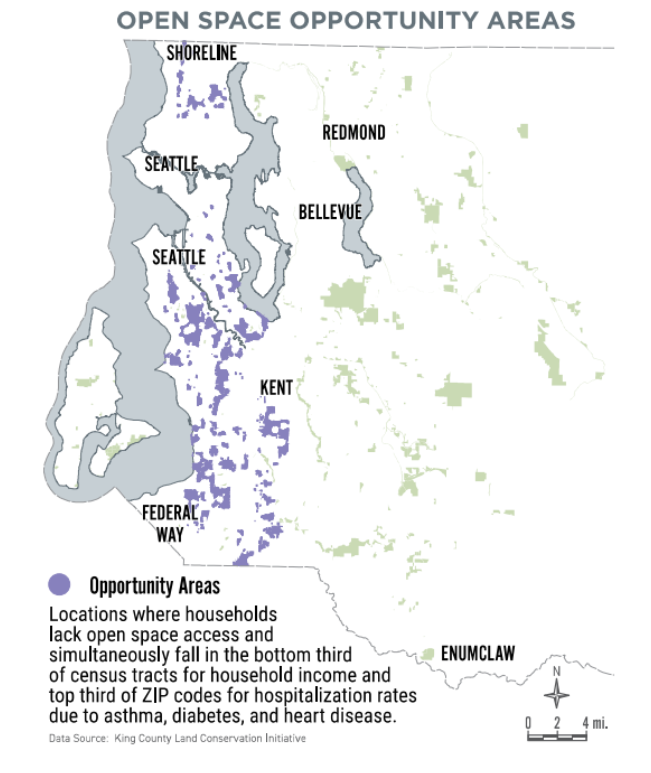 OPEN SPACE OPPORTUNITY AREAS
SHORELINE
REDMOND
SEATTLE
BELLEVUE
SEATTLE
KENT
FEDERAL
WAY
Opportunity Areas
Locations where households
lack open space access and
simultaneously fall in the bottom third
of census tracts for household income and
top third of ZIP codes for hospitalization rates
due to asthma, diabetes, and heart disease.
Data Source: King County Land Conservation Initiative
ENUMCLAW
N
0 2 4 mi.